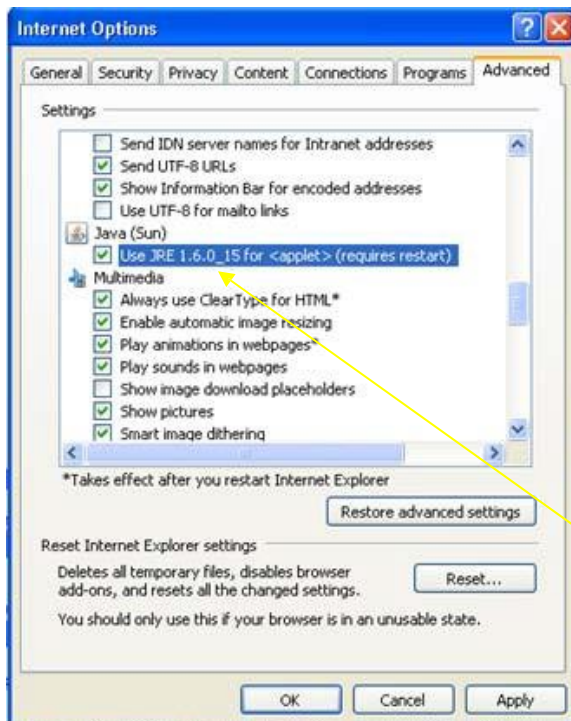 Internet Options
General Security Privacy Content Connections Programs Advanced
Settings
Send IDN server names for Intranet addresses
Send UTF-8 URLs
Show Information Bar for encoded addresses
Use UTF-8 for mailto links
Java (Sun)
Use JRE 1.6.0_15 for <applet> (requires restart)
Multimedia
Always use ClearType for HTML*
Enable automatic image resizing
Play animations in webpages*
Play sounds in webpages
Show image download placeholders
Show pictures
Smart image dithering
*Takes effect after you restart Internet Explorer
Restore advanced settings
Reset Internet Explorer settings
Deletes all temporary files, disables browser
add-ons, and resets all the changed settings.
Reset...
You should only use this if your browser is in an unusable state.
OK Cancel Apply